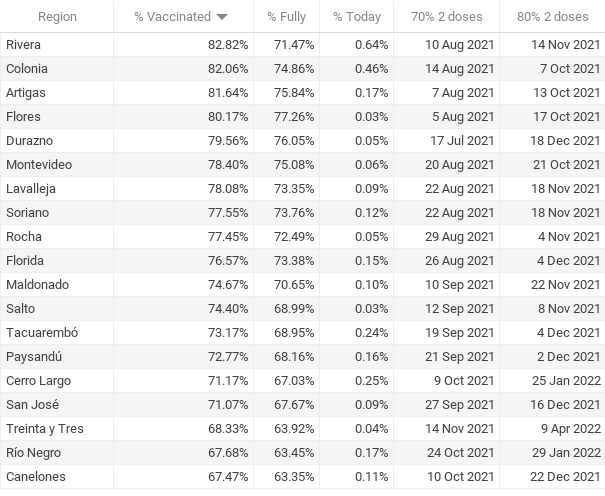 Region % Vaccinated % Fully % Today 70% 2 doses 80% 2 doses
Rivera 82.82% 71.47% 0.64% 10 Aug 2021 14 Nov 2021
Colonia 82.06% 74.86% 0.46% 14 Aug 2021 7 Oct 2021
Artigas 81.64% 75.84% 0.17% 7 Aug 2021 13 Oct 2021
Flores 80.17% 77.26% 0.03% 5 Aug 2021 17 Oct 2021
Durazno 79.56% 76.05% 0.05% 17 Jul 2021 18 Dec 2021
Montevideo 78.40% 75.08% 0.06% 20 Aug 2021 21 Oct 2021
Lavalleja 78.08% 73.35% 0.09% 22 Aug 2021 18 Nov 2021
Soriano 77.55% 73.76% 0.12% 22 Aug 2021 18 Nov 2021
Rocha 77.45% 72.49% 0.05% 29 Aug 2021 4 Nov 2021
Florida 76.57% 73.38% 0.15% 26 Aug 2021 4 Dec 2021
Maldonado 74.67% 70.65% 0.10% 10 Sep 2021 22 Nov 2021
Salto 74.40% 68.99% 0.03% 12 Sep 2021 8 Nov 2021
Tacuarembó 73.17% 68.95% 0.24% 19 Sep 2021 4 Dec 2021
Paysandú 72.77% 68.16% 0.16% 21 Sep 2021 2 Dec 2021
Cerro Largo 71.17% 67.03% 0.25% 9 Oct 2021 25 Jan 2022
San José 71.07% 67.67% 0.09% 27 Sep 2021 16 Dec 2021
Treinta y Tres 68.33% 63.92% 0.04% 14 Nov 2021 9 Apr 2022
Río Negro 67.68% 63.45% 0.17% 24 Oct 2021 29 Jan 2022
Canelones 67.47% 63.35% 0.11% 10 Oct 2021 22 Dec 2021